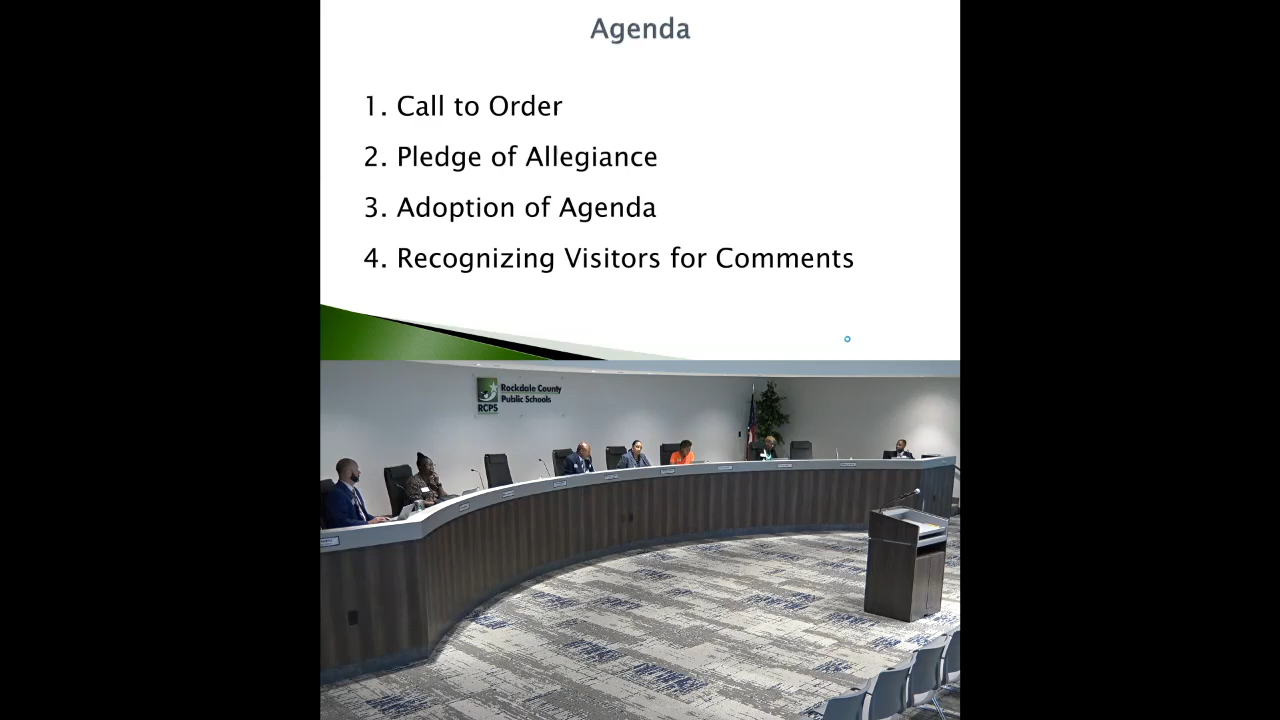 Agenda
1. Call to Order
2. Pledge of Allegiance
3. Adoption of Agenda
4. Recognizing Visitors for Comments
Rockdale County
Public Schools
RCPS